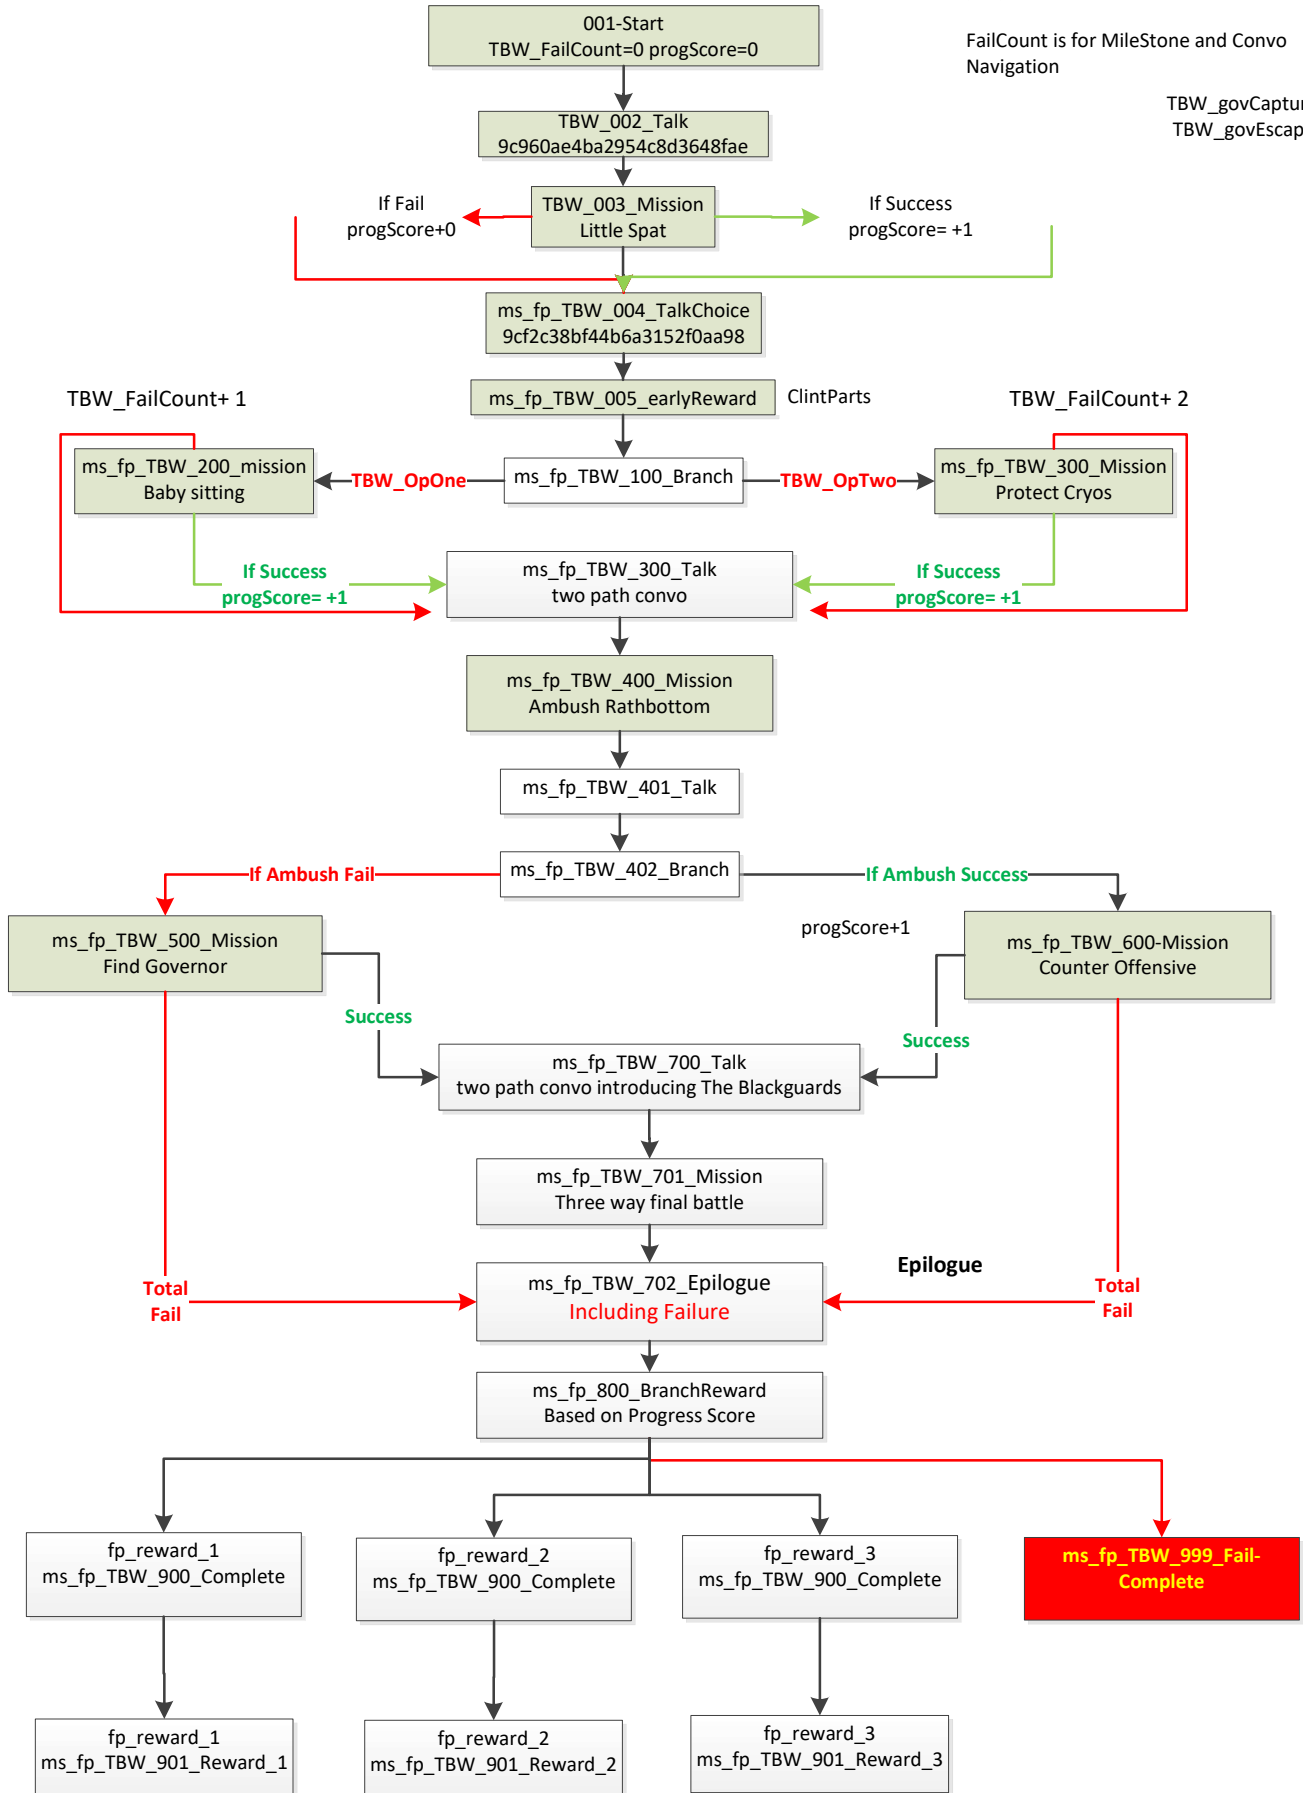 001-Start
TBW_FailCount=0 progScore=0
FailCount is for MileStone and Convo
Navigation
TBW_govCaptur
TBW_govEscap
TBW_002_Talk
9c960ae4ba2954c8d3648fae
If Fail
progScore+0
TBW_003_Mission
Little Spat
If Success
progScore= +1
ms_fp_TBW_004_TalkChoice
9cf2c38bf44b6a3152f0aa98
ms_fp_TBW_005_earlyReward
ClintParts
TBW_FailCount+ 1
TBW_FailCount+ 2
ms_fp_TBW_200_mission
Baby sitting
TBW_OpOne
ms_fp_TBW_100_Branch
TBW_OpTwo
ms_fp_TBW_300_Mission
Protect Cryos
If Success
progScore= +1
ms_fp_TBW_300_Talk
two path convo
If Success
progScore= +1
ms_fp_TBW_400_Mission
Ambush Rathbottom
ms_fp_TBW_401_Talk
If Ambush Fail
ms_fp_TBW_402_Branch
If Ambush Success
ms_fp_TBW_500_Mission
Find Governor
progScore+1
ms_fp_TBW_600-Mission
Counter Offensive
Success
Success
ms_fp_TBW_700_Talk
two path convo introducing The Blackguards
ms_fp_TBW_701_Mission
Three way final battle
Epilogue
Total
Fail
ms_fp_TBW_702_Epilogue
Including Failure
Total
Fail
ms_fp_800_BranchReward
Based on Progress Score
fp_reward_1
ms_fp_TBW_900_Complete
fp_reward_2
ms_fp_TBW_900_Complete
fp_reward_3
ms_fp_TBW_900_Complete
ms_fp_TBW_999_Fail-
Complete
fp_reward_1
ms_fp_TBW_901_Reward_1
fp_reward_2
ms_fp_TBW_901_Reward_2
fp_reward_3
ms_fp_TBW_901_Reward_3